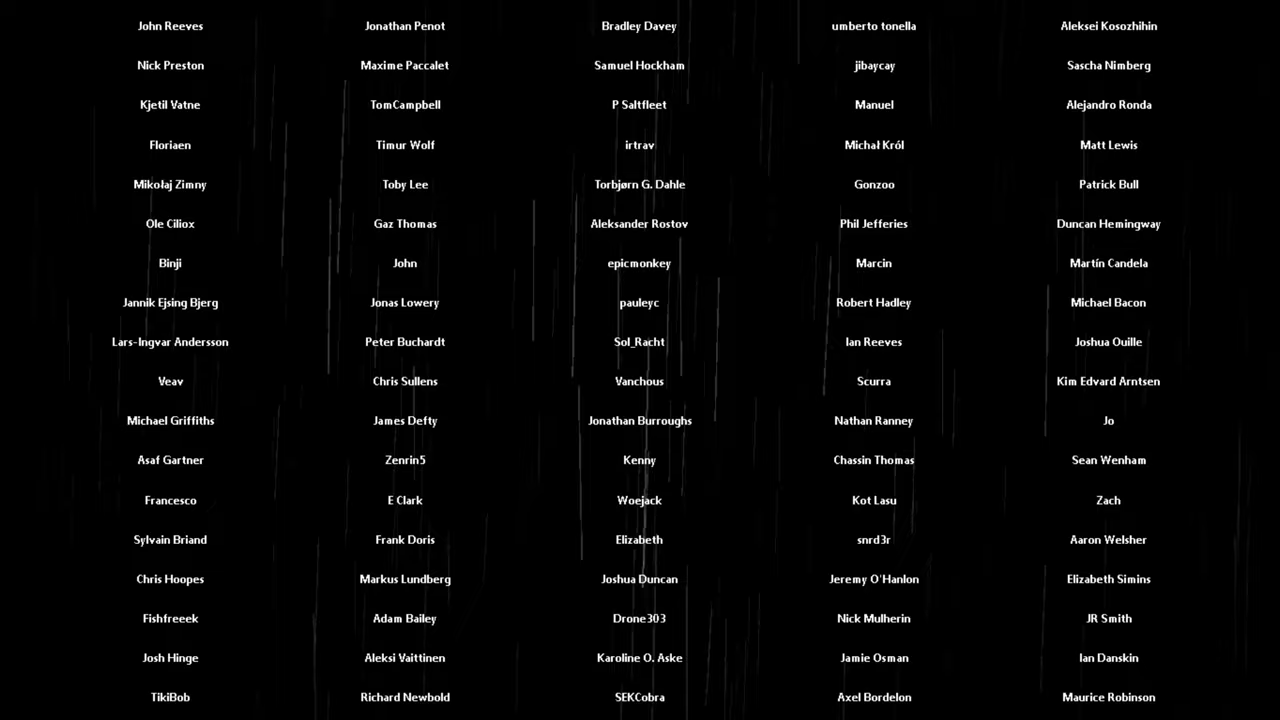 John Reeves Jonathan Penot Bradley Davey umberto tonella Aleksei Kosozhihin
Nick Preston Maxime Paccalet Samuel Hockham jibaycay Sascha Nimberg
Kjetil Vatne TomCampbell P Saltfleet Manuel Alejandro Ronda
Floriaen Timur Wolf irtrav Michał Król Matt Lewis
Mikołaj Zimny Toby Lee Torbjørn G. Dahle Gonzoo Patrick Bull
Ole Ciliox Gaz Thomas Aleksander Rostov Phil Jefferies Duncan Hemingway
Binji John epicmonkey Marcin Martín Candela
Jannik Ejsing Bjerg Jonas Lowery pauleyc Robert Hadley Michael Bacon
Lars-Ingvar Andersson Peter Buchardt Sol_Racht Ian Reeves Joshua Ouille
Veav Chris Sullens Vanchous Scurra Kim Edvard Arntsen
Michael Griffiths James Defty Jonathan Burroughs Nathan Ranney Jo
Asaf Gartner Zenrin5 Kenny Chassin Thomas Sean Wenham
Francesco E Clark Woejack Kot Lasu Zach
Sylvain Briand Frank Doris Elizabeth snrd3r Aaron Welsher
Chris Hoopes Markus Lundberg Joshua Duncan Jeremy O'Hanlon Elizabeth Simins
Fishfreeek Adam Bailey Drone303 Nick Mulherin JR Smith
Josh Hinge Aleksi Vaittinen Karoline O. Aske Jamie Osman Ian Danskin
TikiBob Richard Newbold SEKCobra Axel Bordelon Maurice Robinson